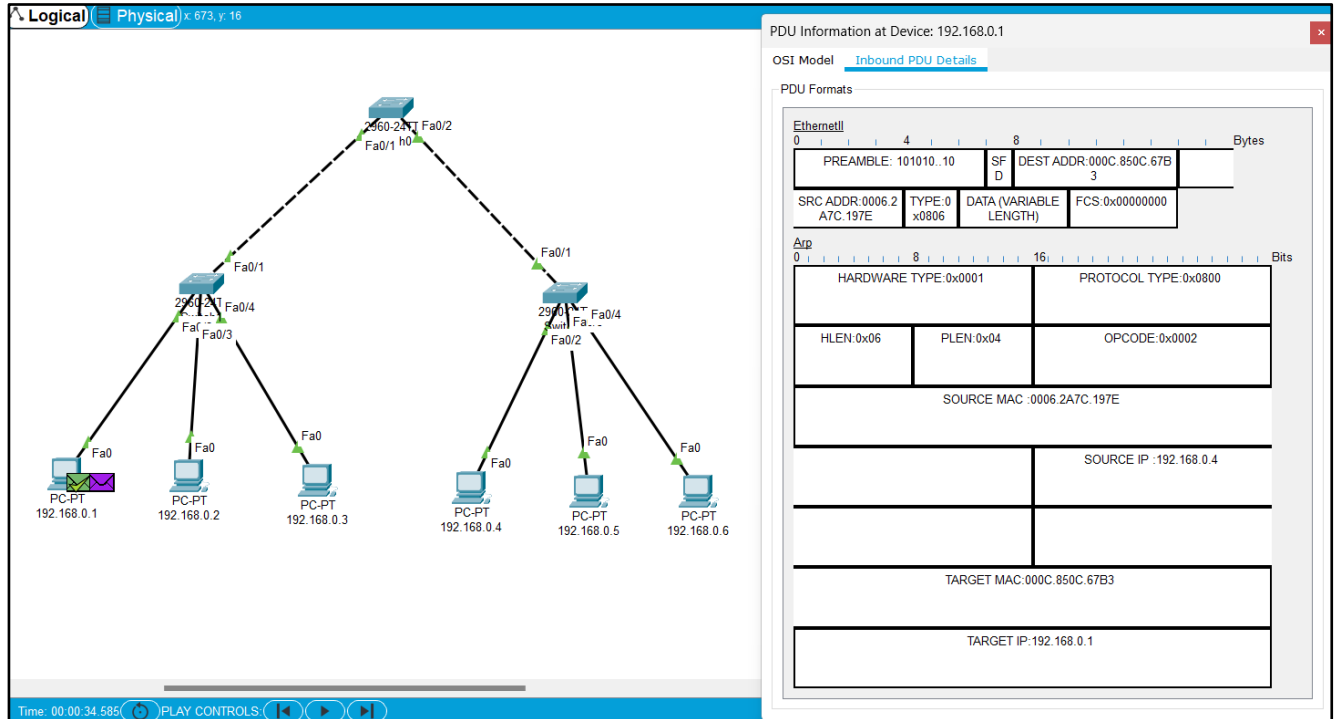 Logical
Physical
x: 673, y: 16
Fa0/2
Fa0/1
Fa0/1
Fa0/1
Fa0/4
Fa0/3
Fa0/4
Fa0/2
Fa0
Fa0
Fa0
Fa0
Fa0
Fa0
PC-PT
192.168.0.1
PC-PT
192.168.0.2
PC-PT
192.168.0.3
PC-PT
192.168.0.4
PC-PT
192.168.0.5
PC-PT
192.168.0.6
Time: 00:00:34.585
PLAY CONTROLS:
PDU Information at Device: 192.168.0.1
x
OSI Model
Inbound PDU Details
PDU Formats
EthernetII
0 4 8 Bytes
PREAMBLE: 101010..10
SF
D
DEST ADDR:000C.850C.67B
3
SRC ADDR:0006.2
A7C.197E
TYPE:0
x0806
DATA (VARIABLE
LENGTH)
FCS:0x00000000
Arp
0 8 16 Bits
HARDWARE TYPE:0x0001
PROTOCOL TYPE:0x0800
HLEN:0x06
PLEN:0x04
OPCODE:0x0002
SOURCE MAC :0006.2A7C.197E
SOURCE IP :192.168.0.4
TARGET MAC:000C.850C.67B3
TARGET IP:192.168.0.1